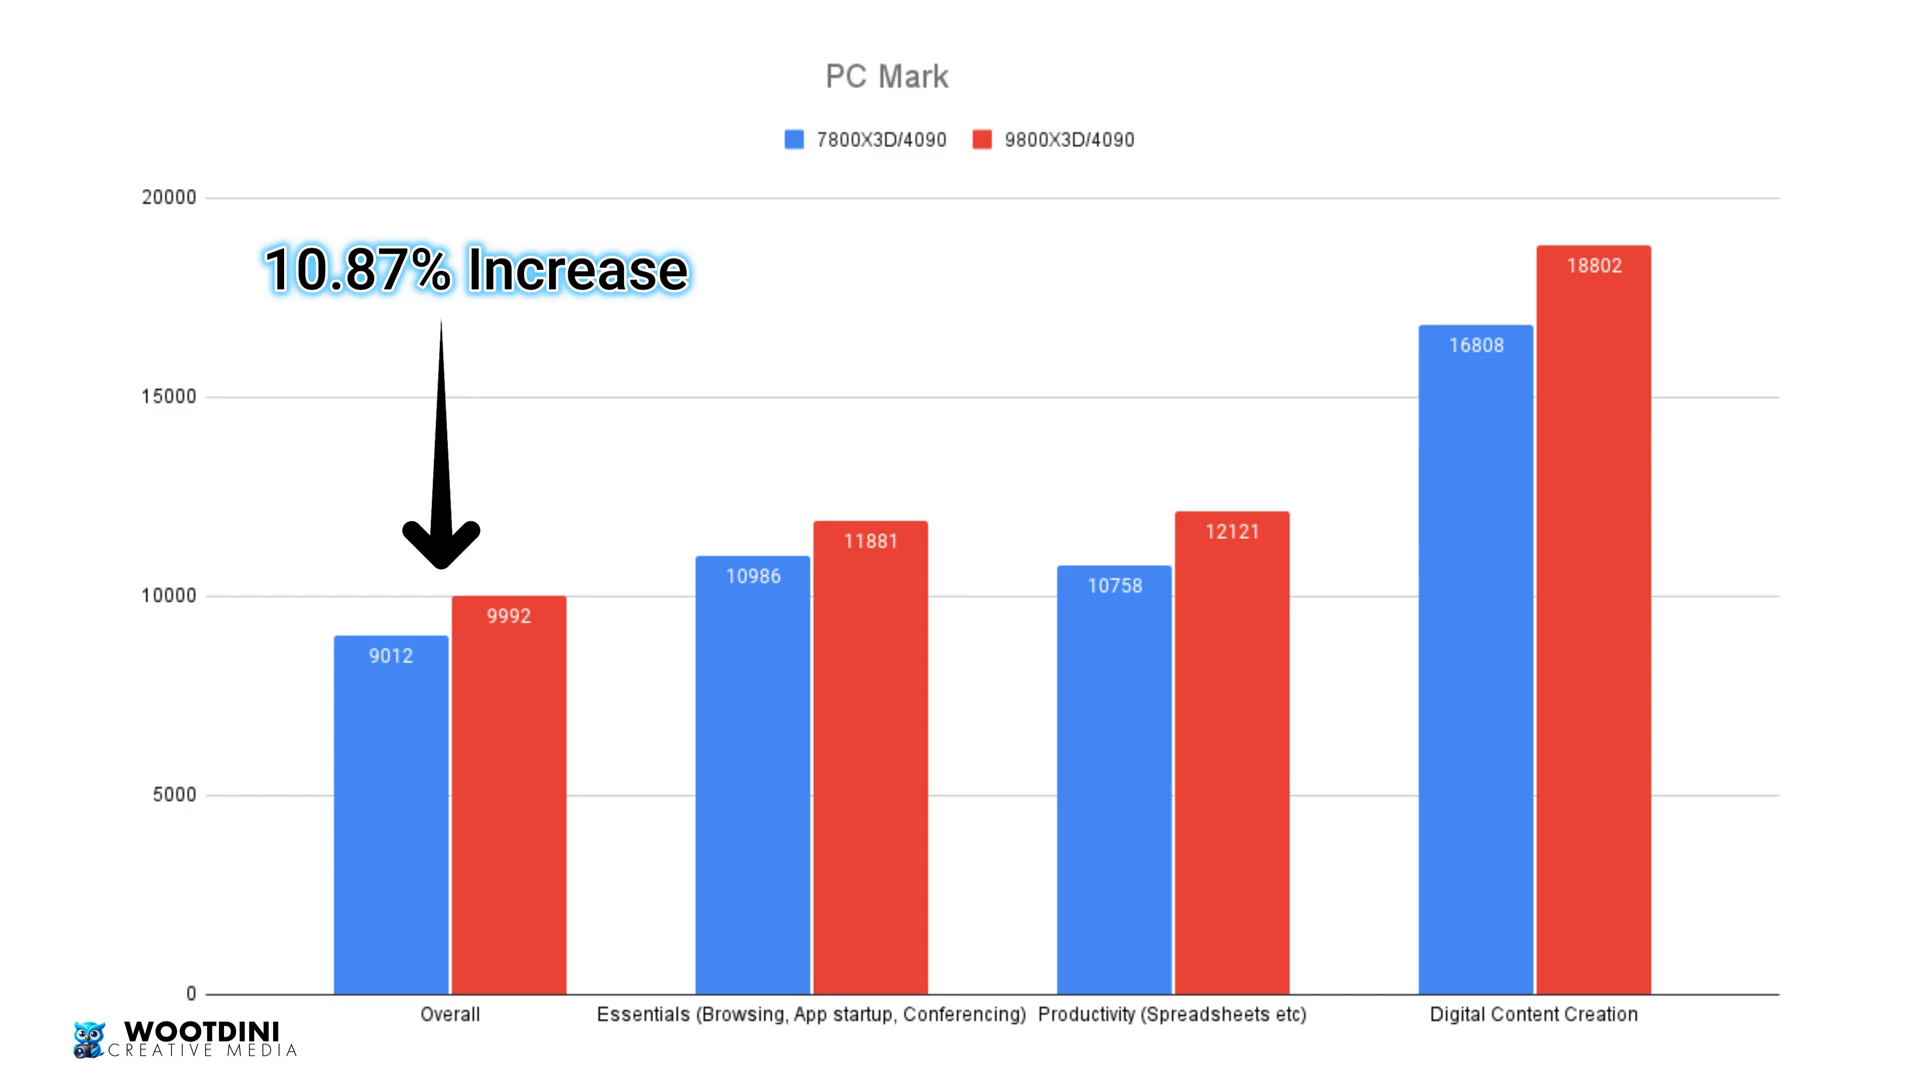 PC Mark
7800X3D/4090 9800X3D/4090
20000
10.87% Increase
18802
16808
15000
12121
11881
10986
10758
10000
9992
9012
5000
0
Overall Essentials (Browsing, App startup, Conferencing) Productivity (Spreadsheets etc) Digital Content Creation
WOOTDINI
CREATIVE MEDIA